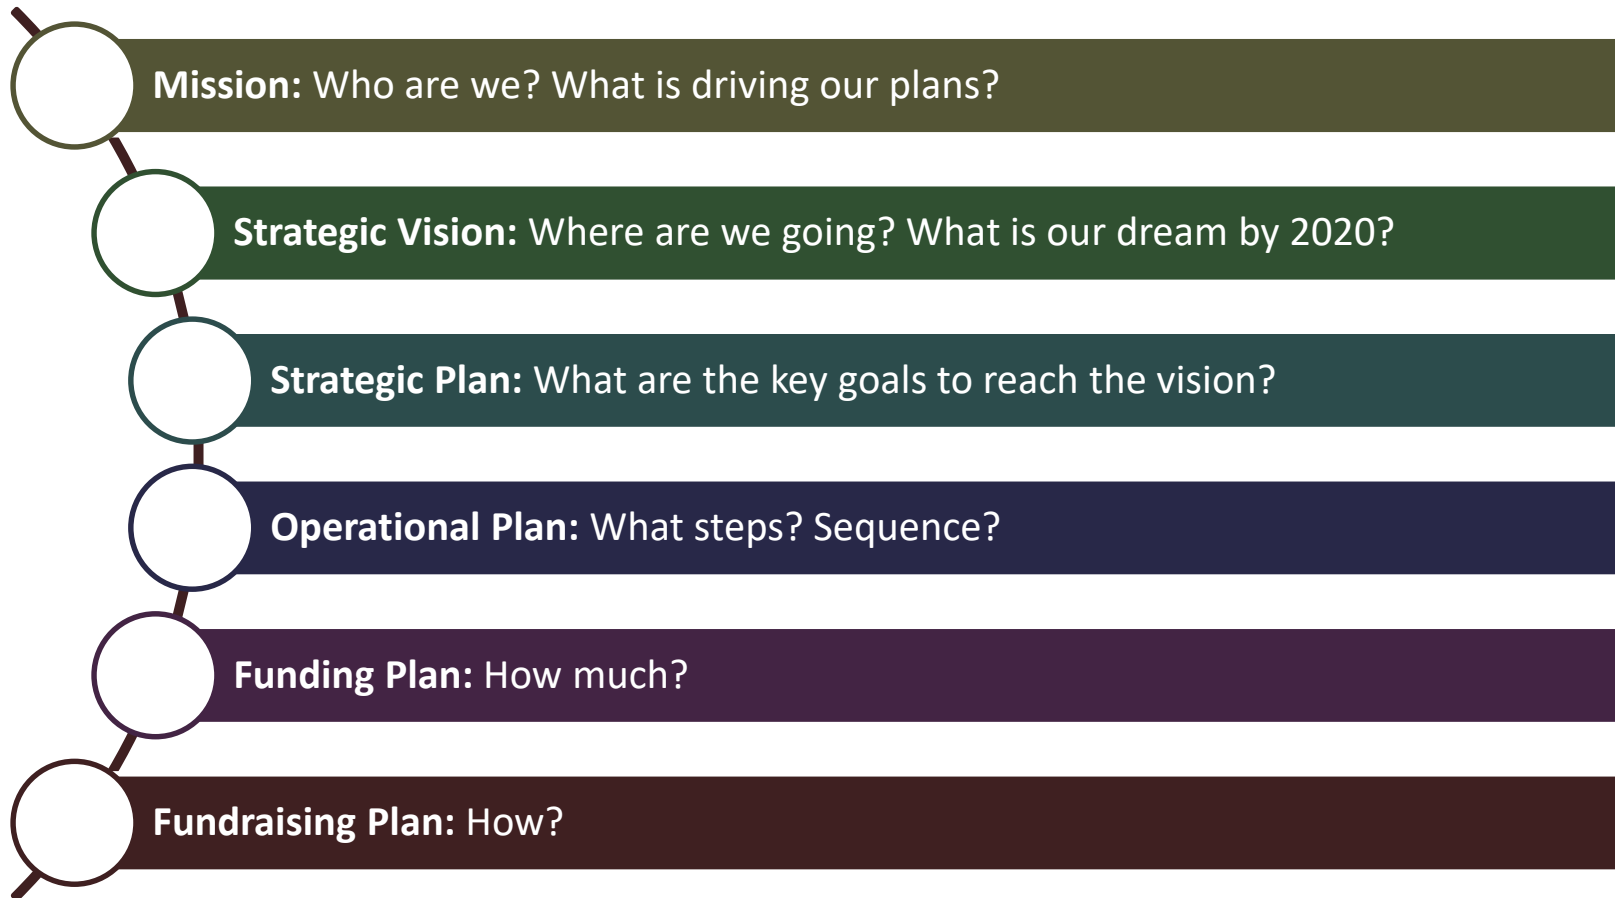 Mission: Who are we? What is driving our plans?
Strategic Vision: Where are we going? What is our dream by 2020?
Strategic Plan: What are the key goals to reach the vision?
Operational Plan: What steps? Sequence?
Funding Plan: How much?
Fundraising Plan: How?